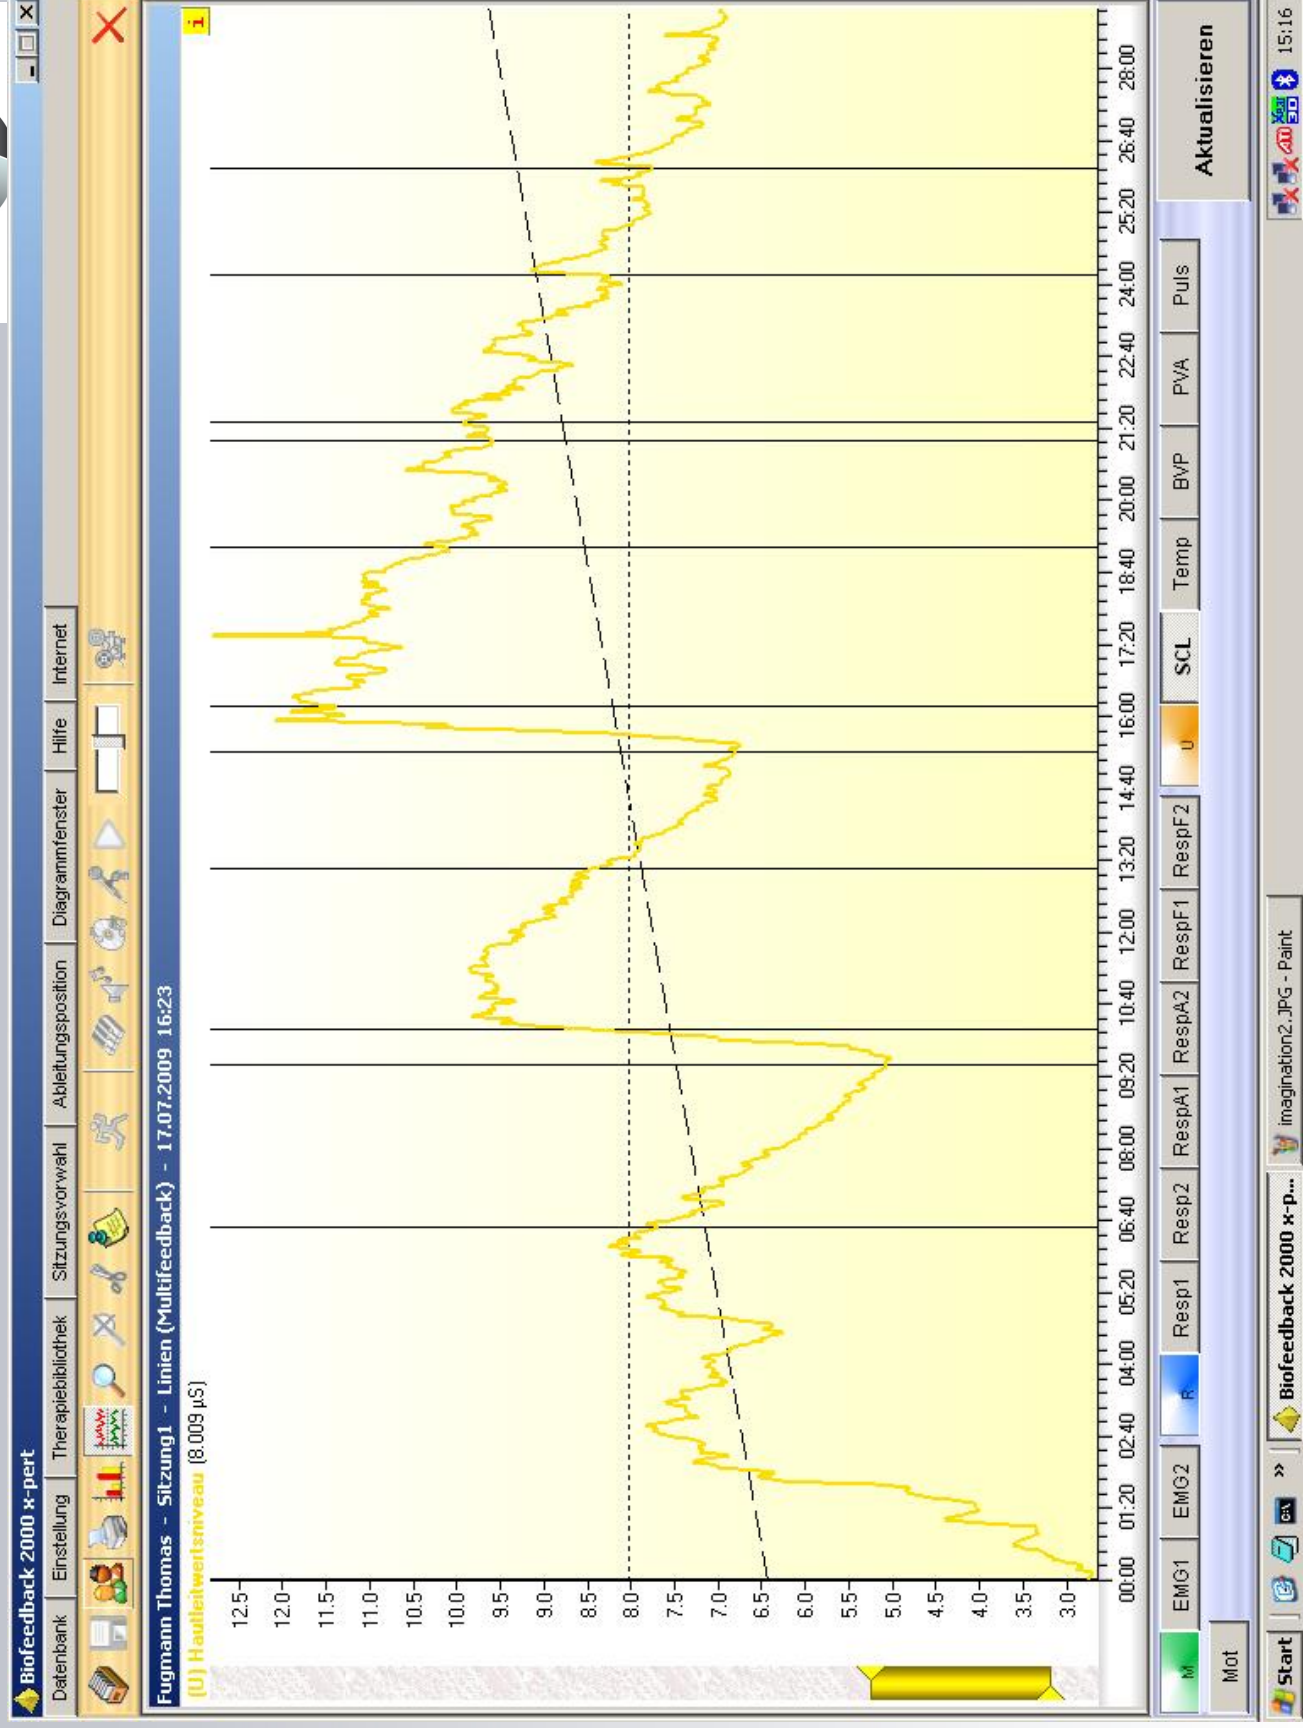 Biofeedback 2000 x-pert
Datenbank Einstellung Therapiebibliothek Sitzungsvorwahl Ableitungsposition Diagrammfenster Hilfe Internet
Fugmann Thomas - Sitzung1 - Linien (Multifeedback) - 17.07.2009 16:23
(U) Hautleitwertsniveau (8.009 µS)
i
12.5
12.0
11.5
11.0
10.5
10.0
9.5
9.0
8.5
8.0
7.5
7.0
6.5
6.0
5.5
5.0
4.5
4.0
3.5
3.0
00:00 01:20 02:40 04:00 05:20 06:40 08:00 09:20 10:40 12:00 13:20 14:40 16:00 17:20 18:40 20:00 21:20 22:40 24:00 25:20 26:40 28:00
M EMG1 EMG2 R Resp1 Resp2 RespA1 RespA2 RespF1 RespF2 U SCL Temp BVP PVA Puls
Mot
Aktualisieren
Start » Biofeedback 2000 x-p... imagination2.JPG - Paint 15:16